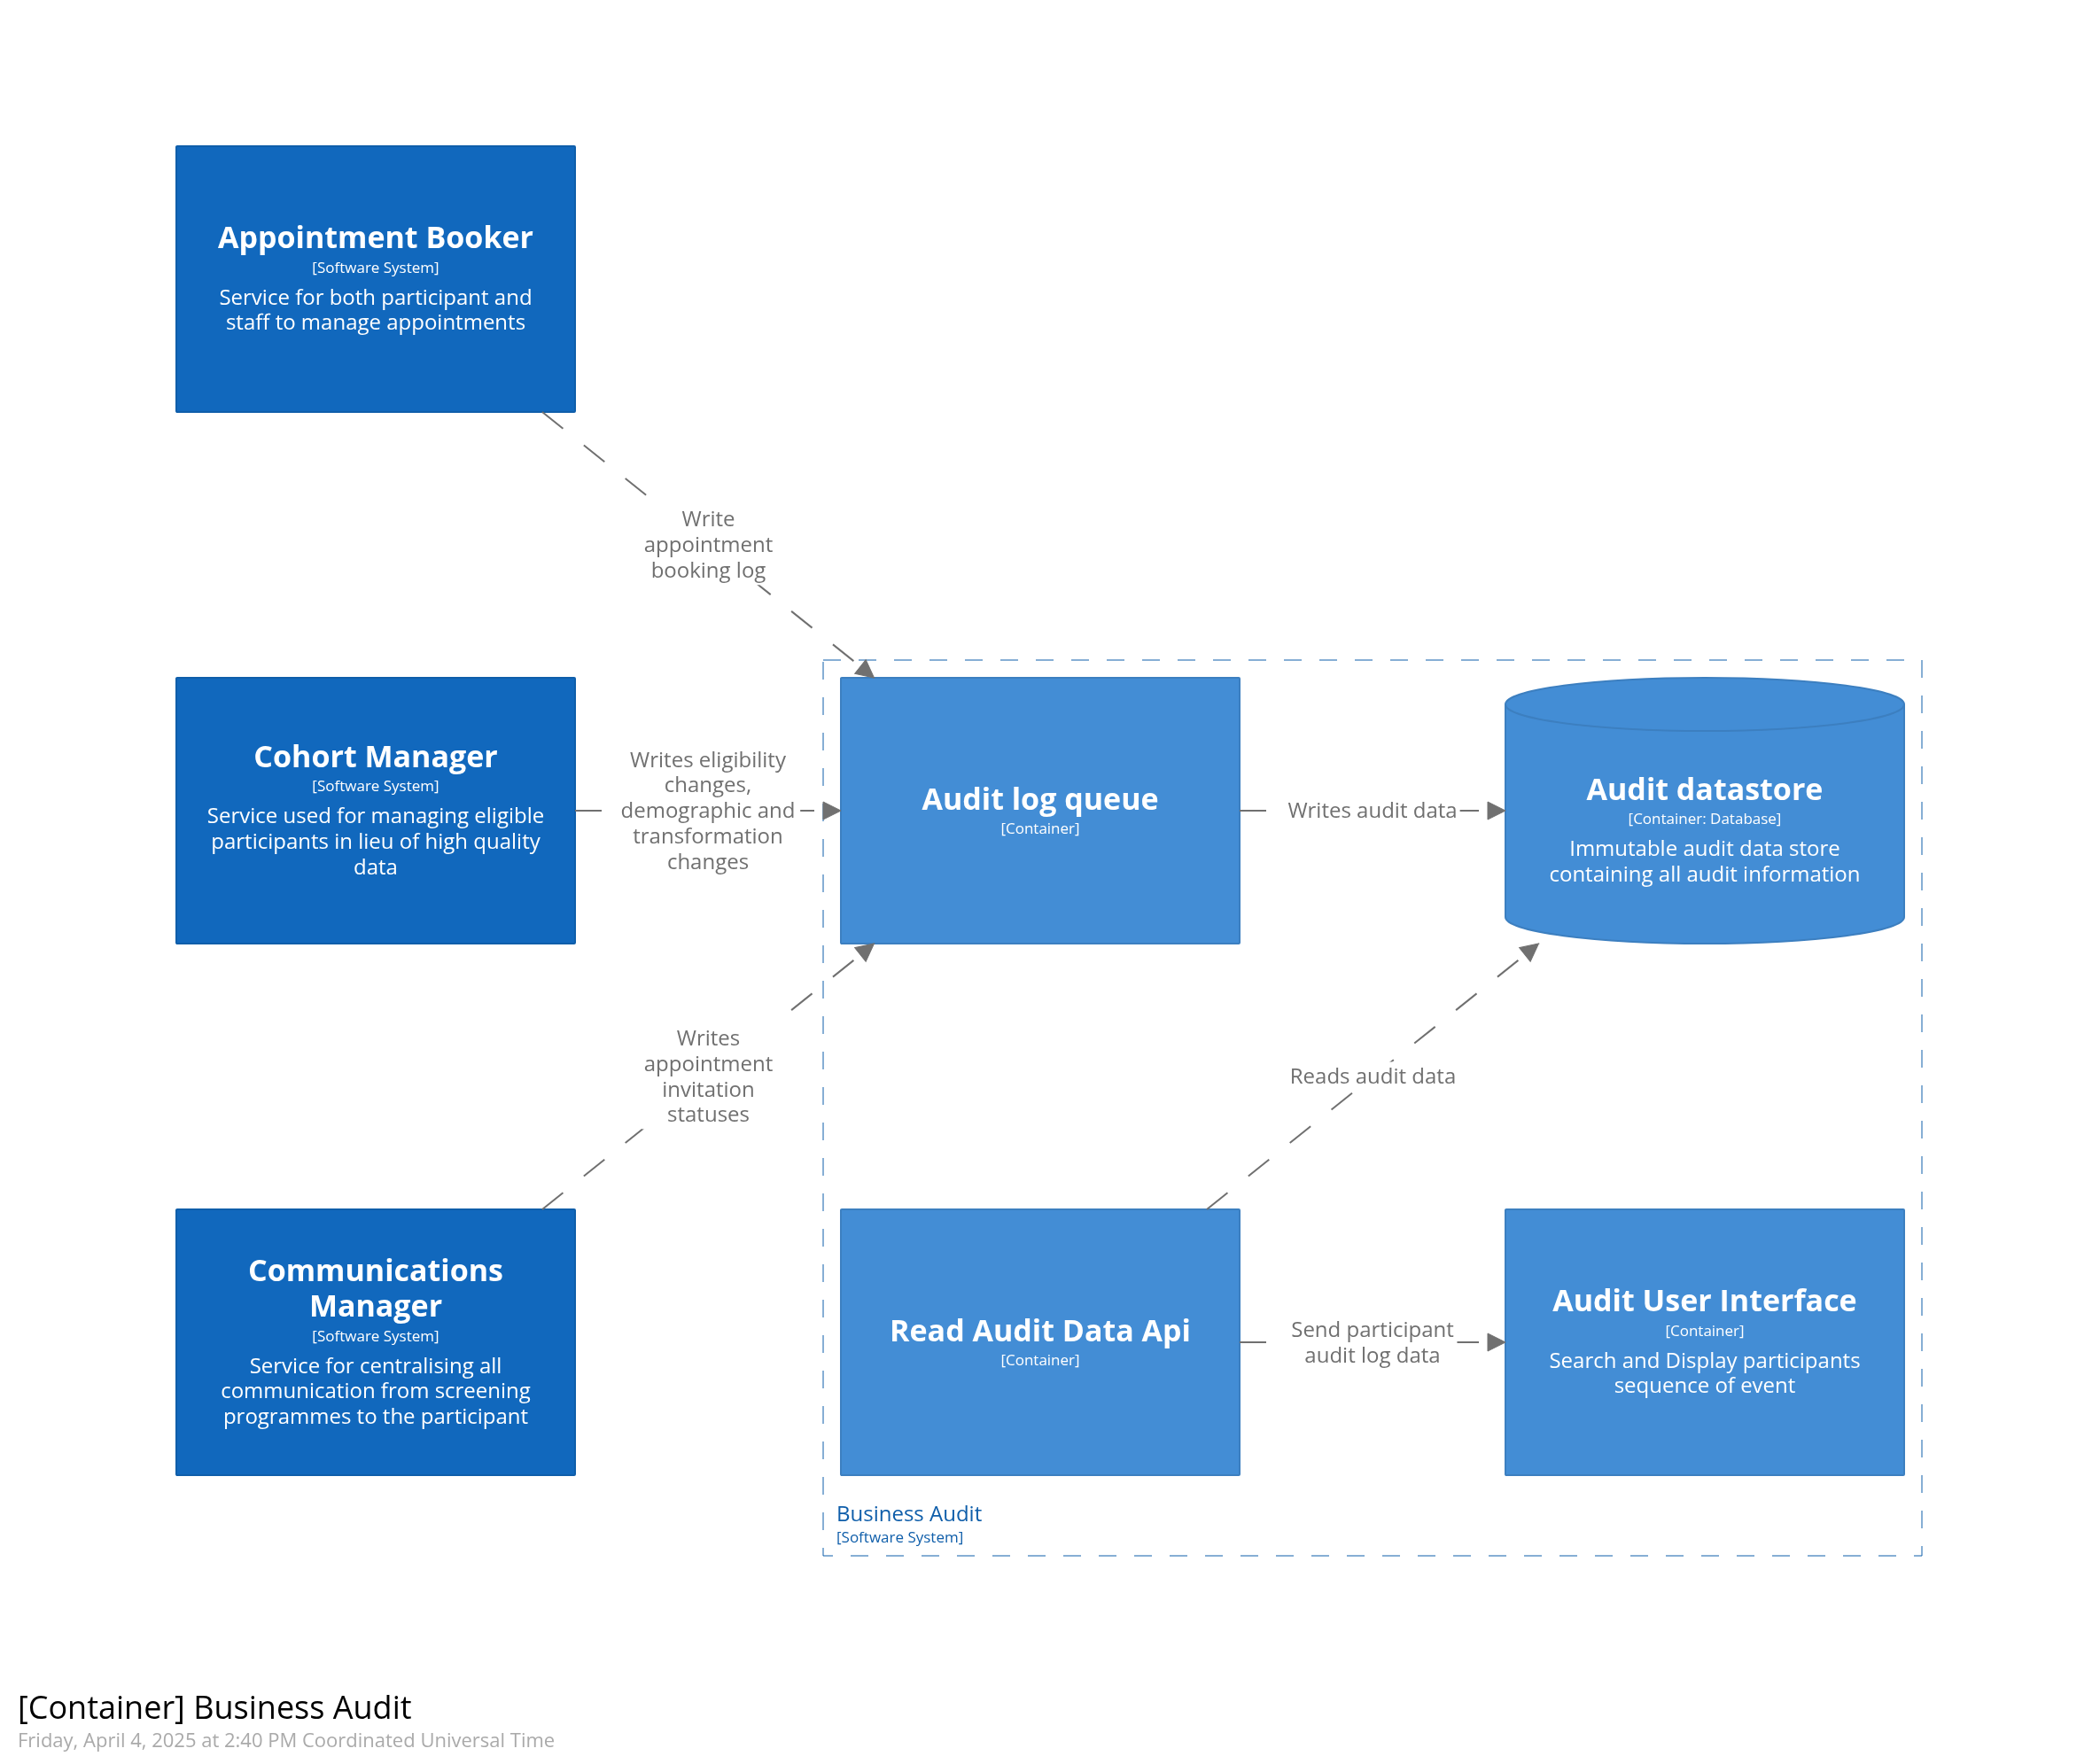 Appointment Booker
[Software System]
Service for both participant and
staff to manage appointments
Write
appointment
booking log
Cohort Manager
[Software System]
Service used for managing eligible
participants in lieu of high quality
data
Writes eligibility
changes,
demographic and
transformation
changes
Audit log queue
[Container]
Writes audit data
Audit datastore
[Container: Database]
Immutable audit data store
containing all audit information
Writes
appointment
invitation
statuses
Reads audit data
Communications
Manager
[Software System]
Service for centralising all
communication from screening
programmes to the participant
Read Audit Data Api
[Container]
Send participant
audit log data
Audit User Interface
[Container]
Search and Display participants
sequence of event
Business Audit
[Software System]
[Container] Business Audit
Friday, April 4, 2025 at 2:40 PM Coordinated Universal Time